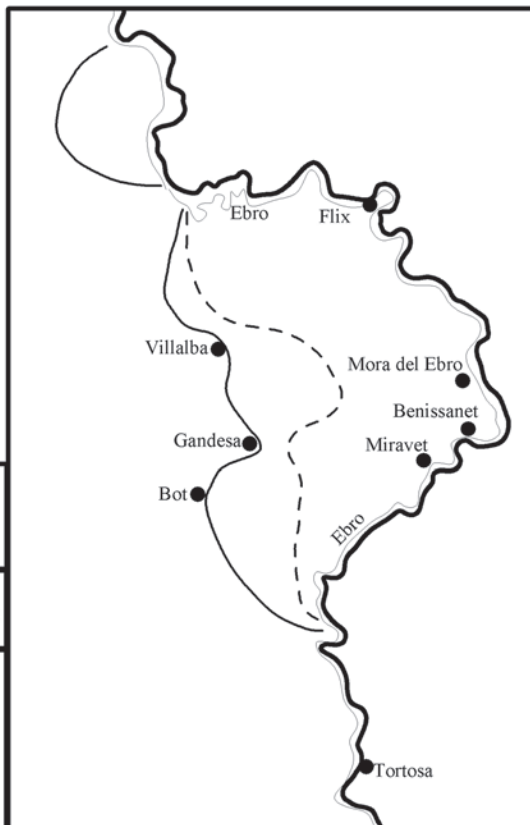 Ebro
Flix
Villalba
Mora del Ebro
Benissanet
Gandesa
Miravet
Bot
Ebro
Tortosa